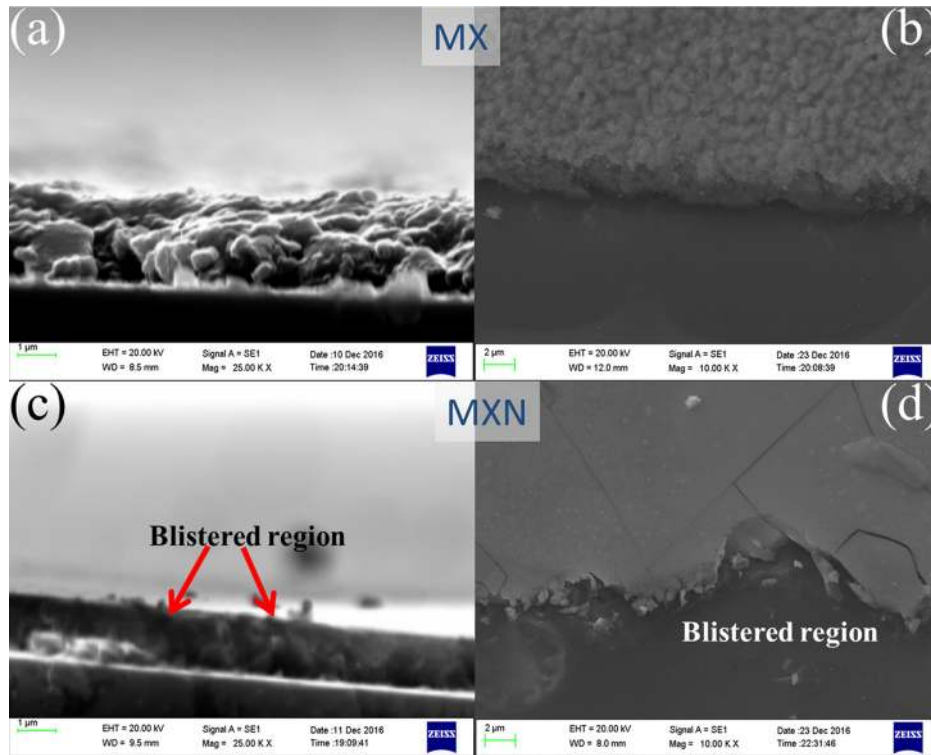 (a)
MX
(b)
1 µm
EHT = 20.00 kV
Signal A = SE1
Date :10 Dec 2016
WD = 8.5 mm
Mag = 25.00 K X
Time :20:14:39
ZEISS
2 µm
EHT = 20.00 kV
Signal A = SE1
Date :23 Dec 2016
WD = 12.0 mm
Mag = 10.00 K X
Time :20:08:39
ZEISS
(c)
MXN
(d)
Blistered region
Blistered region
1 µm
EHT = 20.00 kV
Signal A = SE1
Date :11 Dec 2016
WD = 9.5 mm
Mag = 25.00 K X
Time :19:09:41
ZEISS
2 µm
EHT = 20.00 kV
Signal A = SE1
Date :23 Dec 2016
WD = 8.0 mm
Mag = 10.00 K X
Time :22:31:46
ZEISS